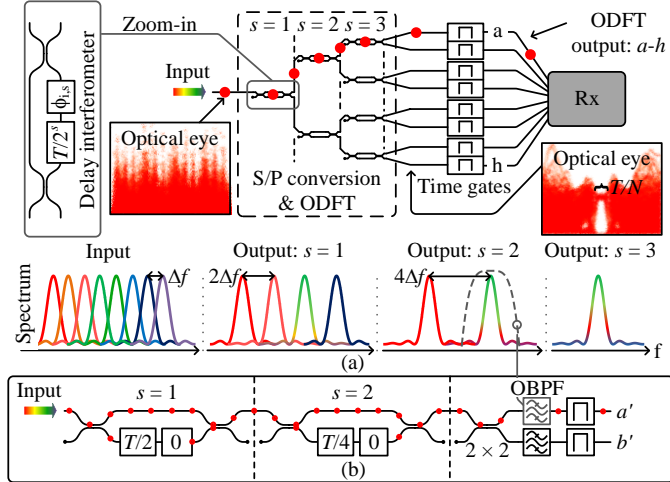 Zoom-in
s = 1 s = 2 s = 3
a
ODFT
output: a-h
Input
ϕi,s
T/2s
Delay interferometer
Optical eye
S/P conversion
& ODFT
Time gates
h
Rx
Optical eye
T/N
Input
Output: s = 1
Output: s = 2
Output: s = 3
Spectrum
Δf
2Δf
4Δf
f
(a)
Input
s = 1
s = 2
OBPF
T/2 0
T/4 0
2 × 2
a′
b′
(b)